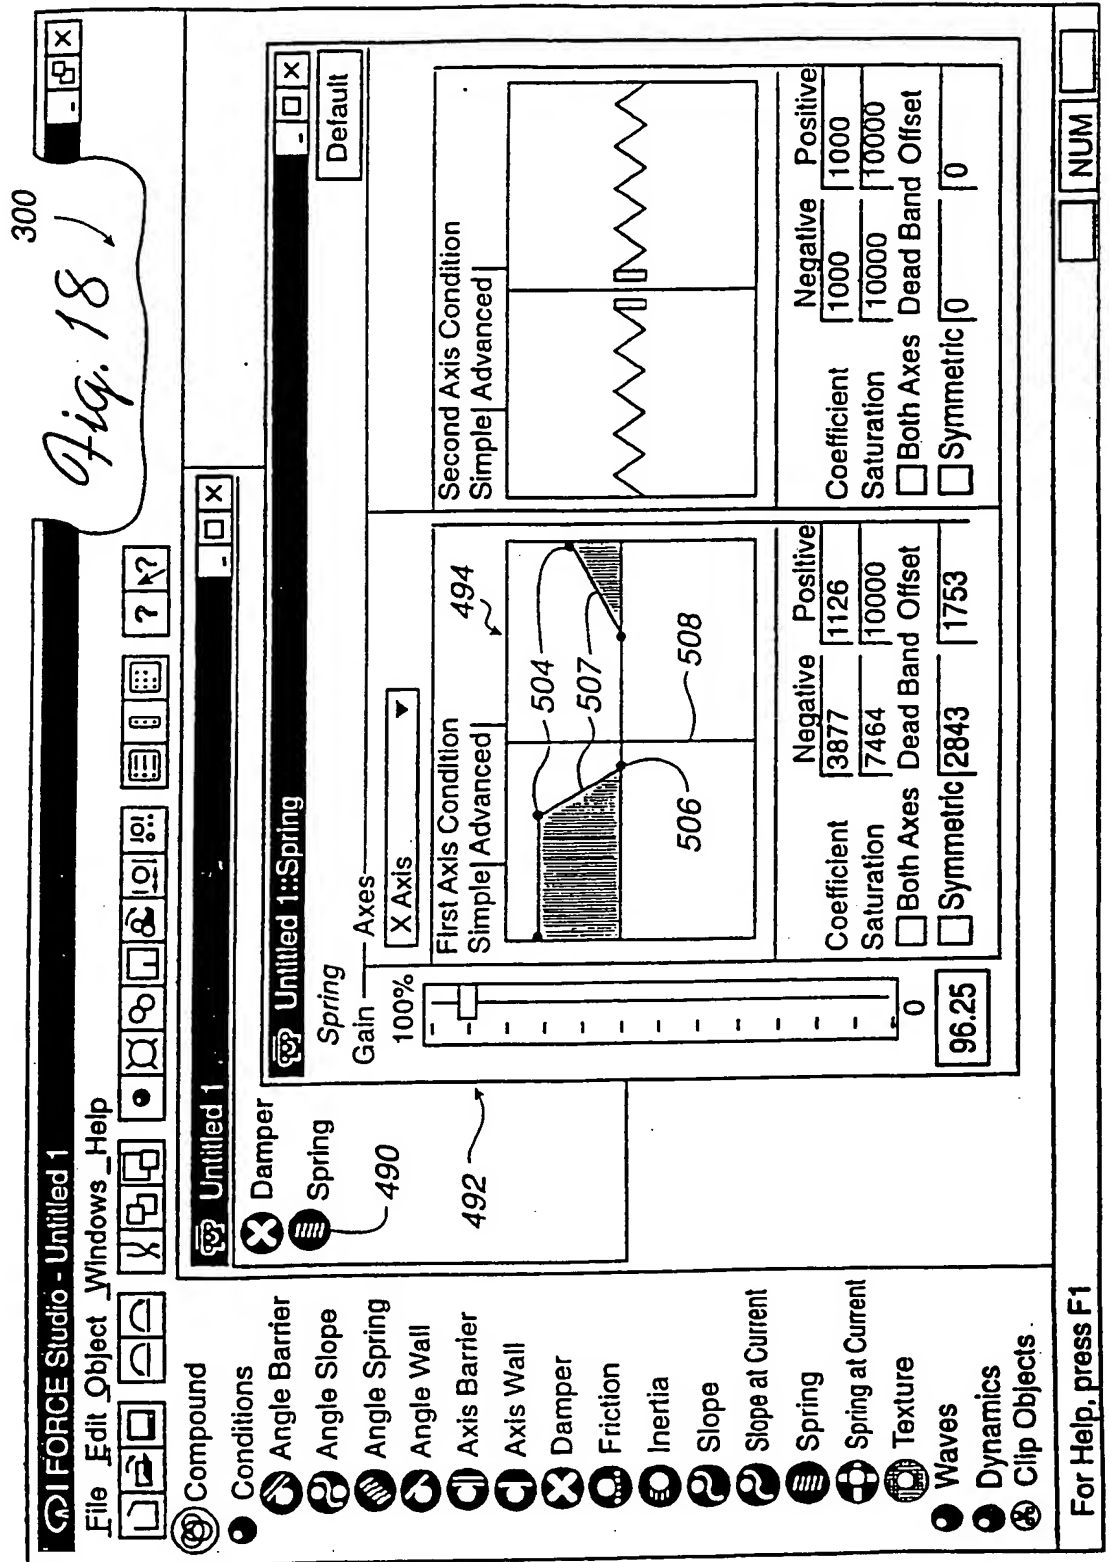 Fig. 18
300
I FORCE Studio - Untitled 1
File Edit Object Windows Help
? ?
Compound
Conditions
Angle Barrier
Angle Slope
Angle Spring
Angle Wall
Axis Barrier
Axis Wall
Damper
Friction
Inertia
Slope
Slope at Current
Spring
Spring at Current
Texture
Waves
Dynamics
Clip Objects
Untitled 1
Damper
Spring
490
492
Untitled 1::Spring
Spring
Default
Gain
100%
0
96.25
Axes
X Axis
First Axis Condition
Simple Advanced
494
504
507
506
508
Negative Positive
Coefficient 3877 1126
Saturation 7464 10000
Both Axes Dead Band Offset
Symmetric 2843 1753
Second Axis Condition
Simple Advanced
Negative Positive
Coefficient 1000 1000
Saturation 10000 10000
Both Axes Dead Band Offset
Symmetric 0 0
For Help, press F1
NUM